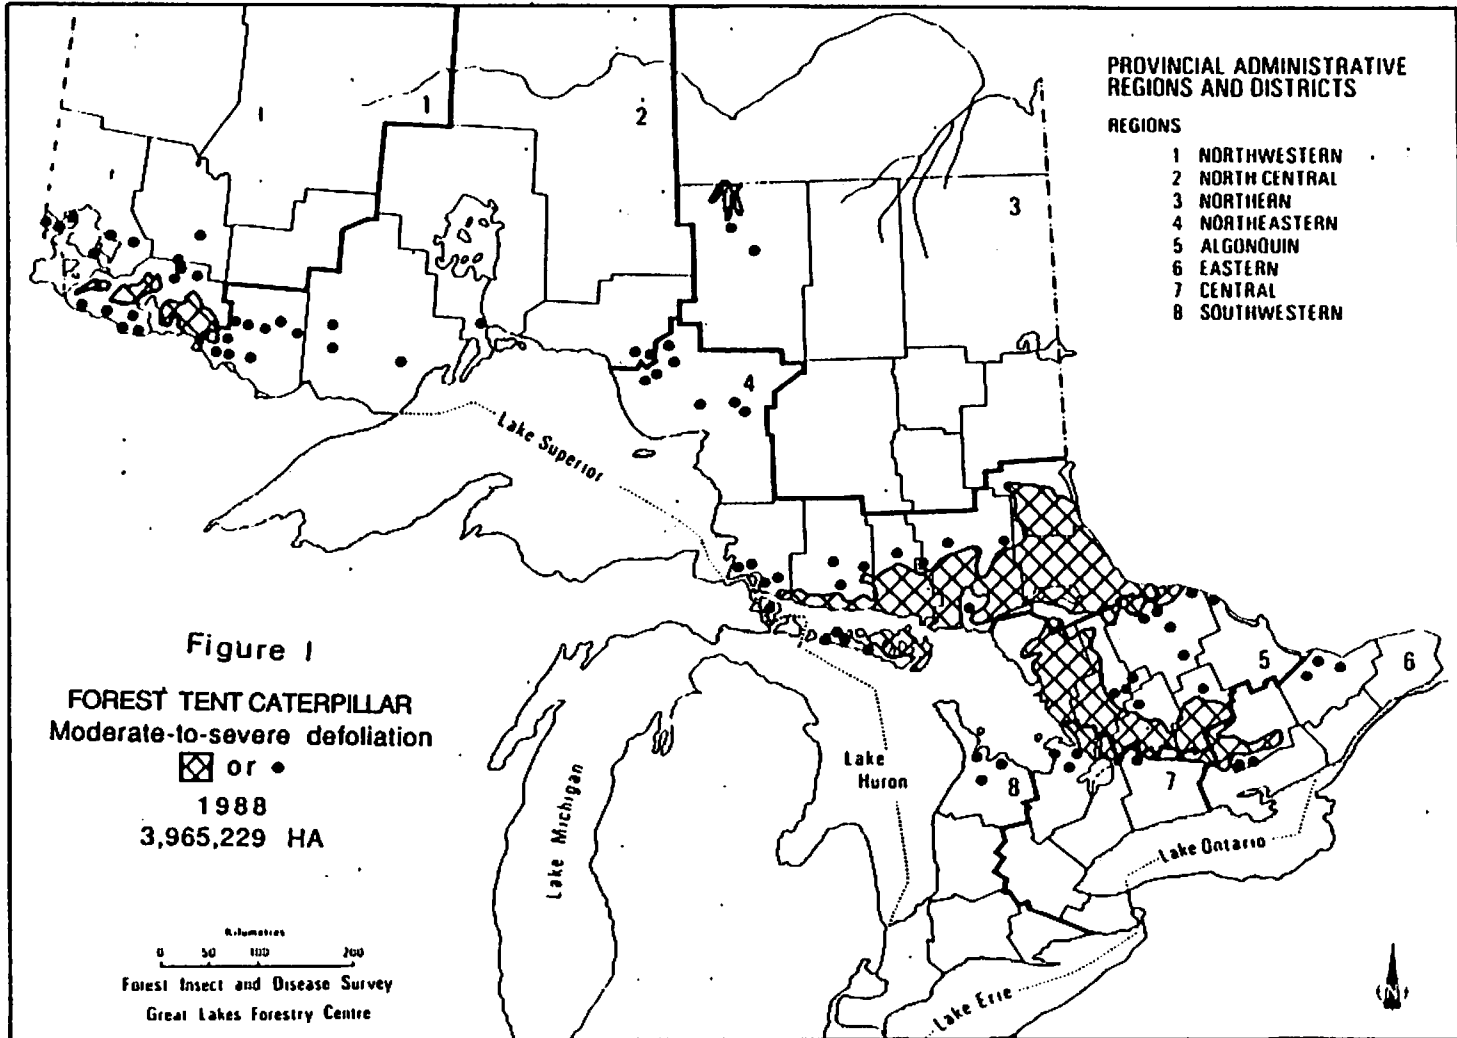 PROVINCIAL ADMINISTRATIVE
REGIONS AND DISTRICTS
REGIONS
1 NORTHWESTERN
2 NORTH CENTRAL
3 NORTHERN
4 NORTHEASTERN
5 ALGONQUIN
6 EASTERN
7 CENTRAL
8 SOUTHWESTERN
1
2
3
4
5
6
7
8
Lake Superior
Lake Michigan
Lake
Huron
Lake Ontario
Lake Erie
Figure 1
FOREST TENT CATERPILLAR
Moderate-to-severe defoliation
or
1988
3,965,229 HA
Kilometres
0 50 100 200
Forest Insect and Disease Survey
Great Lakes Forestry Centre
N